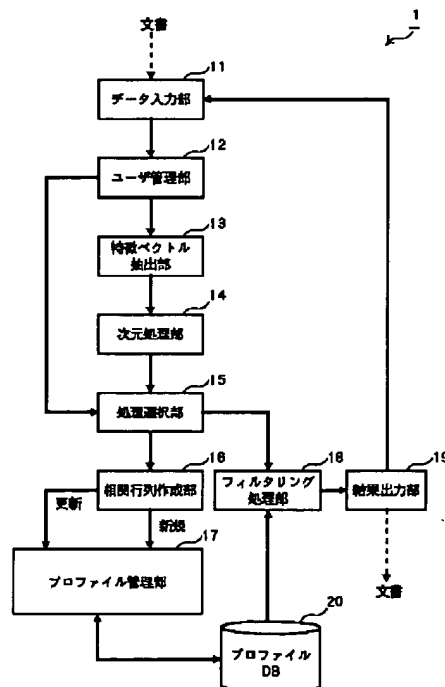 1
文書
11
データ入力部
12
ユーザ管理部
13
特徴ベクトル
抽出部
14
次元処理部
15
処理選択部
16
相関行列作成部
18
フィルタリング
処理部
19
結果出力部
更新
新規
17
プロファイル管理部
文書
20
プロファイル
DB